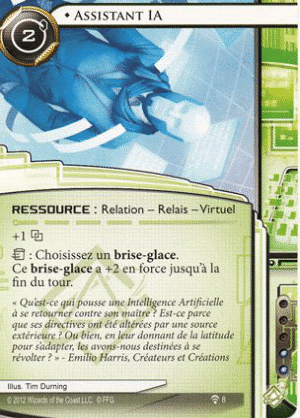 • Assistant IA
2
RESSOURCE : Relation – Relais – Virtuel
+1
: Choisissez un brise-glace.
Ce brise-glace a +2 en force jusqu'à la
fin du tour.
« Qu'est-ce qui pousse une Intelligence Artificielle
à se retourner contre son maître ? Est-ce parce
que ses directives ont été altérées par une source
extérieure ? Ou bien, en leur donnant de la latitude
pour s'adapter, les avons-nous destinées à se
révolter ? » - Emilio Harris, Créateurs et Créations
Illus. Tim Durning
© 2012 Wizards of the Coast LLC. © FFG
8